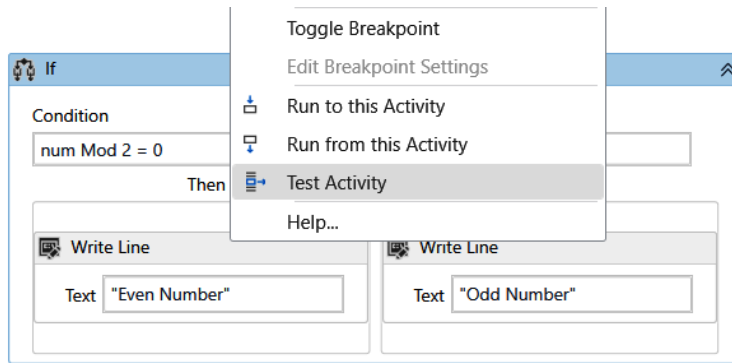 Toggle Breakpoint
If
Edit Breakpoint Settings
Condition
Run to this Activity
num Mod 2 = 0
Run from this Activity
Then
Test Activity
Help...
Write Line
Write Line
Text "Even Number"
Text "Odd Number"